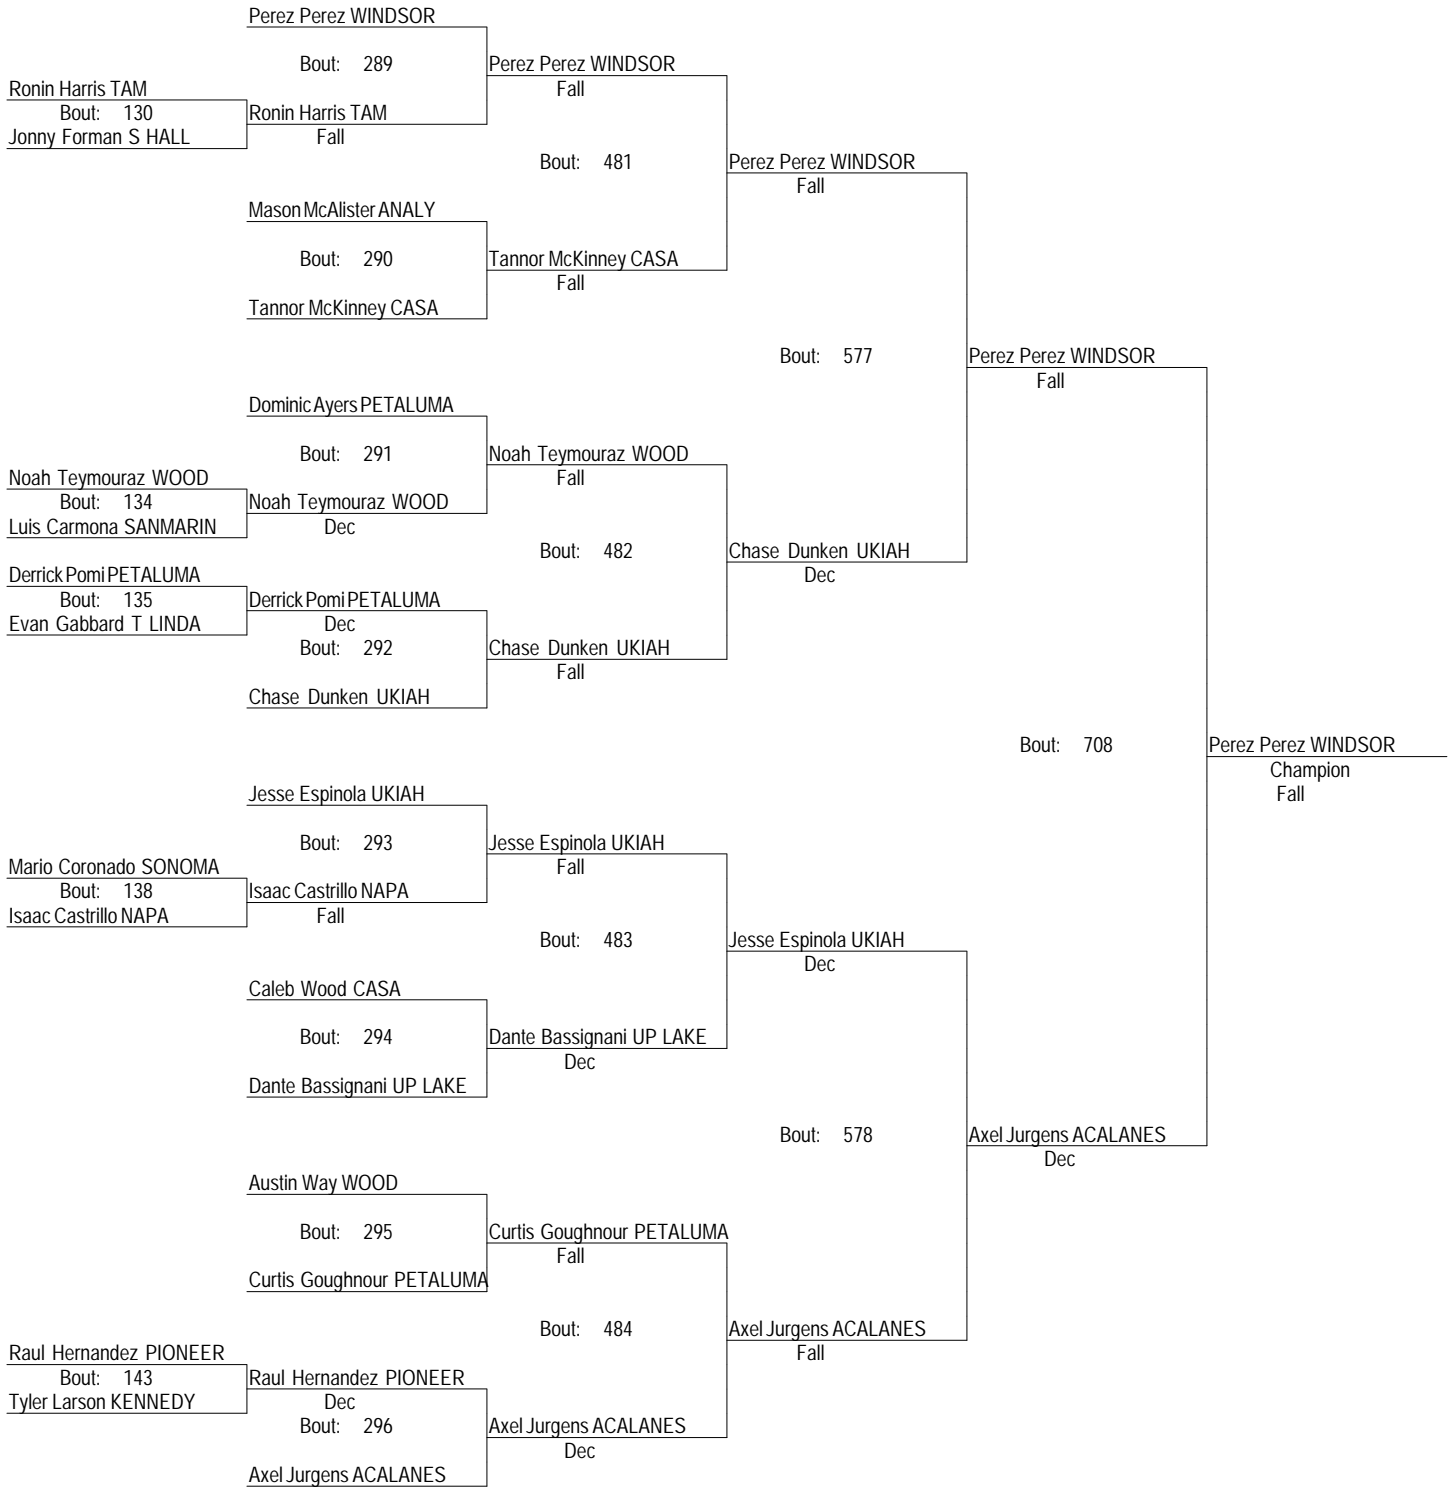 Perez Perez WINDSOR
Bout: 289
Perez Perez WINDSOR
Fall
Ronin Harris TAM
Bout: 130
Ronin Harris TAM
Jonny Forman S HALL
Fall
Bout: 481
Perez Perez WINDSOR
Fall
Mason McAlister ANALY
Bout: 290
Tannor McKinney CASA
Fall
Tannor McKinney CASA
Bout: 577
Perez Perez WINDSOR
Fall
Dominic Ayers PETALUMA
Bout: 291
Noah Teymouraz WOOD
Fall
Noah Teymouraz WOOD
Bout: 134
Noah Teymouraz WOOD
Luis Carmona SANMARIN
Dec
Bout: 482
Chase Dunken UKIAH
Dec
Derrick Pomi PETALUMA
Bout: 135
Derrick Pomi PETALUMA
Evan Gabbard T LINDA
Dec
Bout: 292
Chase Dunken UKIAH
Fall
Chase Dunken UKIAH
Bout: 708
Perez Perez WINDSOR
Champion
Fall
Jesse Espinola UKIAH
Bout: 293
Jesse Espinola UKIAH
Fall
Mario Coronado SONOMA
Bout: 138
Isaac Castrillo NAPA
Isaac Castrillo NAPA
Fall
Bout: 483
Jesse Espinola UKIAH
Dec
Caleb Wood CASA
Bout: 294
Dante Bassignani UP LAKE
Dec
Dante Bassignani UP LAKE
Bout: 578
Axel Jurgens ACALANES
Dec
Austin Way WOOD
Bout: 295
Curtis Goughnour PETALUMA
Fall
Curtis Goughnour PETALUMA
Bout: 484
Axel Jurgens ACALANES
Fall
Raul Hernandez PIONEER
Bout: 143
Raul Hernandez PIONEER
Tyler Larson KENNEDY
Dec
Bout: 296
Axel Jurgens ACALANES
Dec
Axel Jurgens ACALANES